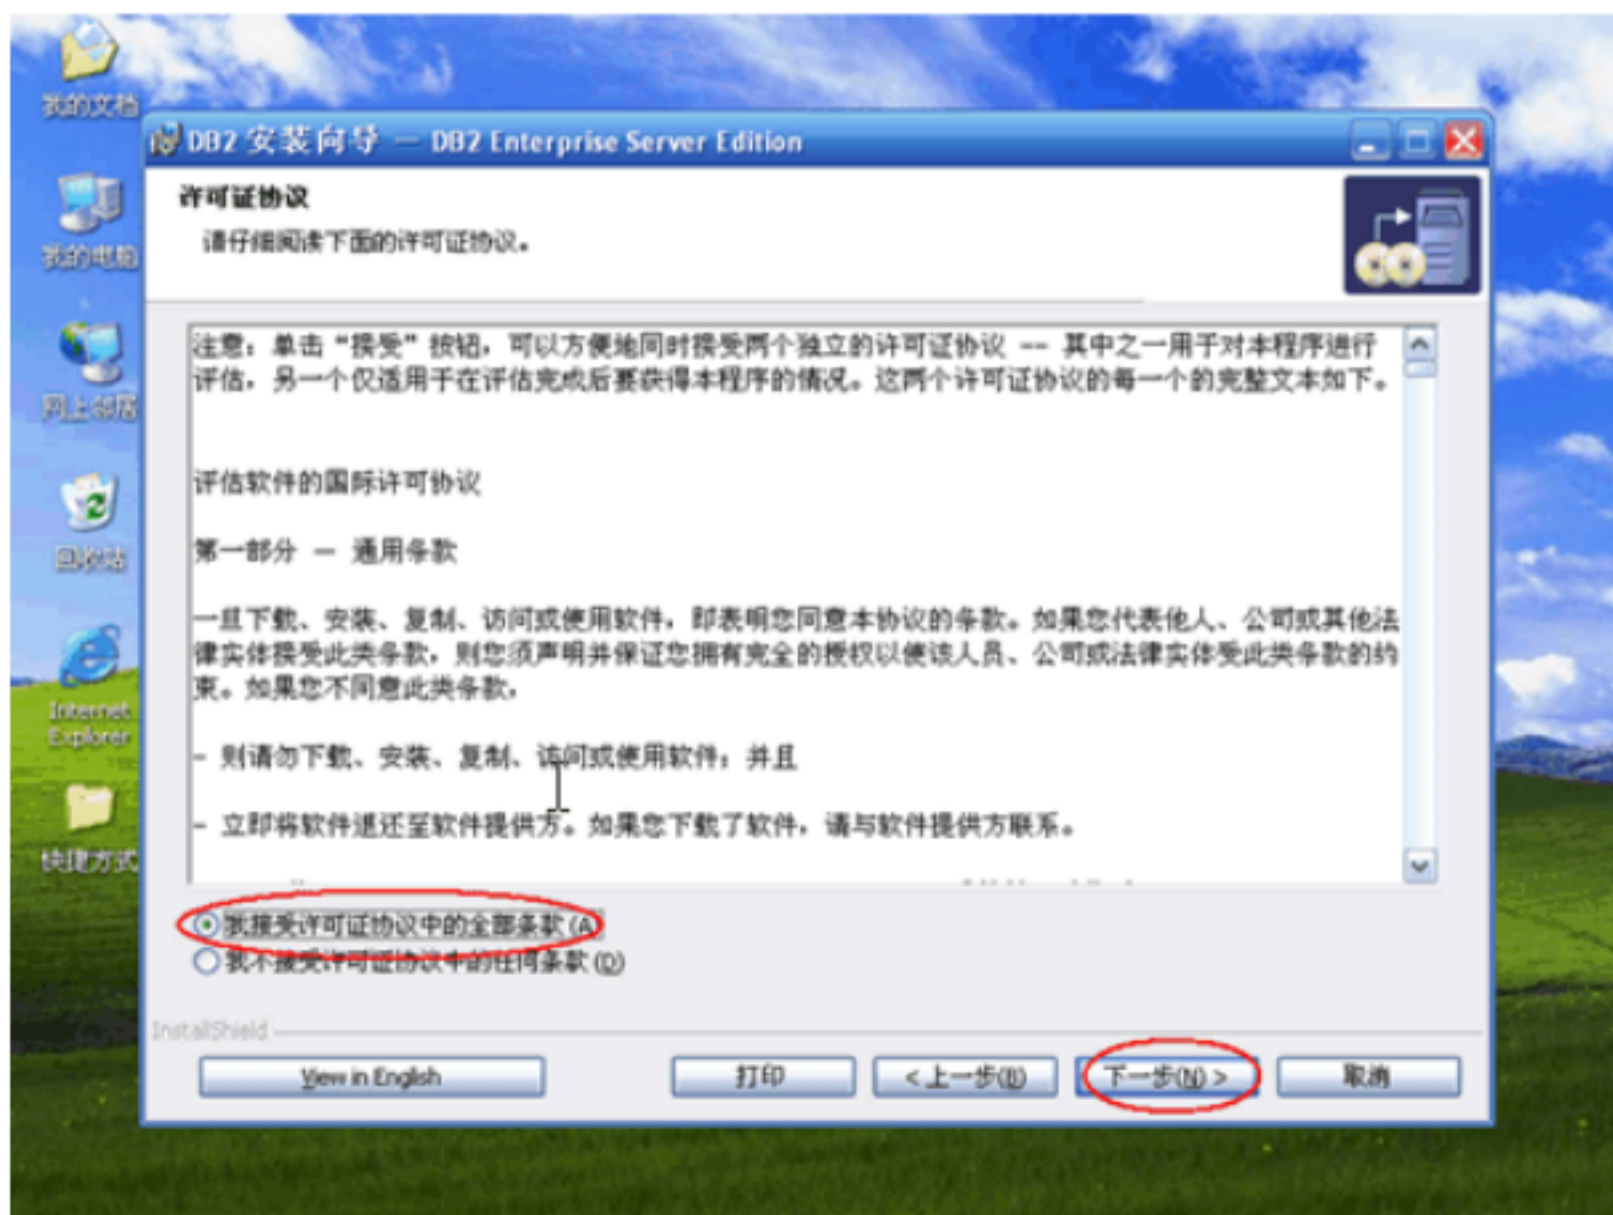 我的文档
我的电脑
网上邻居
回收站
Internet
Explorer
快捷方式
DB2 安装向导 — DB2 Enterprise Server Edition
许可证协议
请仔细阅读下面的许可证协议。
注意：单击“接受”按钮，可以方便地同时接受两个独立的许可证协议 -- 其中之一用于对本程序进行
评估，另一个仅适用于在评估完成后要获得本程序的情况。这两个许可证协议的每一个的完整文本如下。
评估软件的国际许可协议
第一部分 — 通用条款
一旦下载、安装、复制、访问或使用软件，即表明您同意本协议的条款。如果您代表他人、公司或其他法
律实体接受此类条款，则您须声明并保证您拥有完全的授权以使该人员、公司或法律实体受此类条款的约
束。如果您不同意此类条款，
- 则请勿下载、安装、复制、访问或使用软件；并且
- 立即将软件退还至软件提供方。如果您下载了软件，请与软件提供方联系。
我接受许可证协议中的全部条款(A)
我不接受许可证协议中的任何条款(D)
InstallShield
View in English
打印
<上一步(B)
下一步(N) >
取消